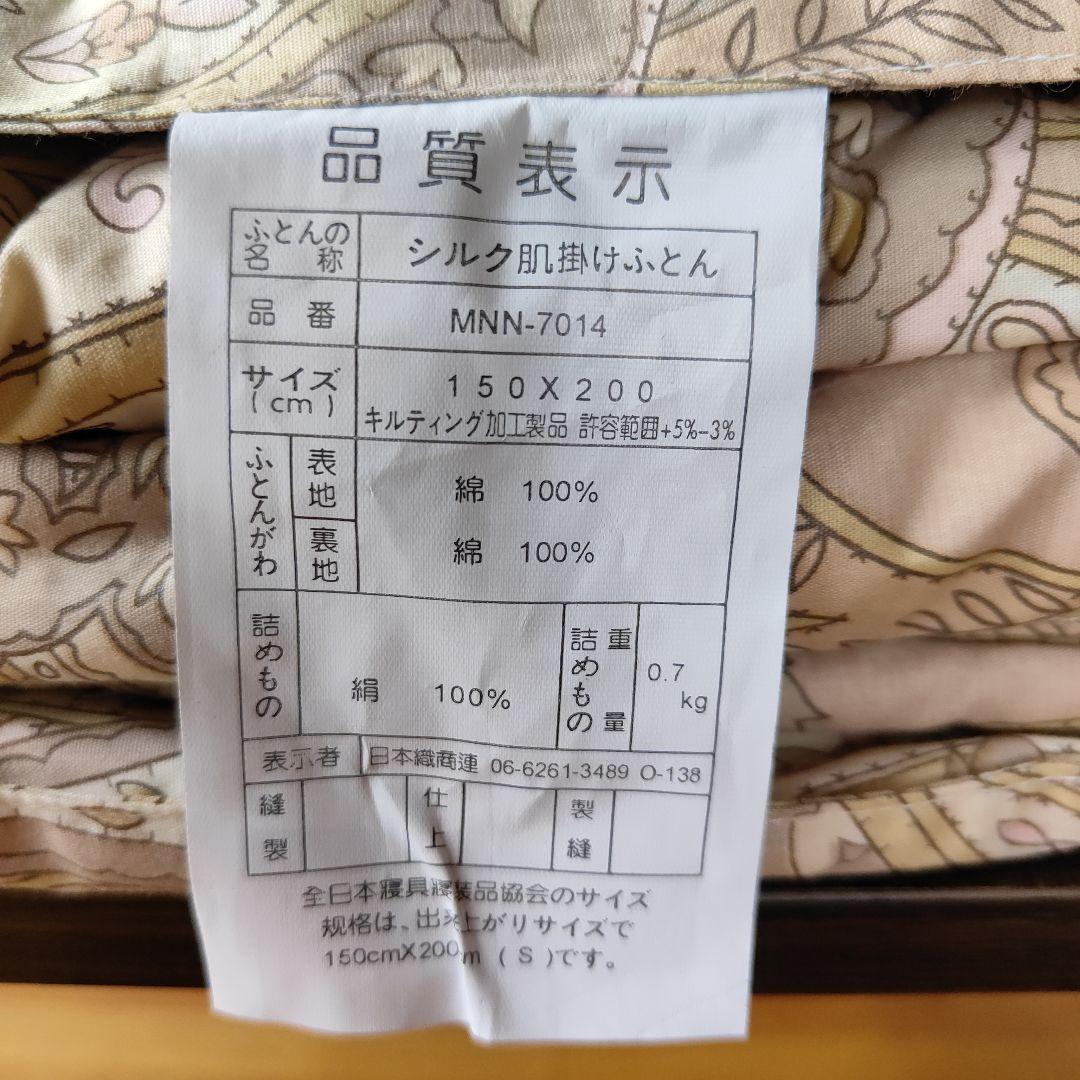 品質表示
ふとんの名称 シルク肌掛けふとん
品番 MNN-7014
サイズ(cm) 150X200
キルティング加工製品 許容範囲+5%-3%
ふとんがわ 表地 綿 100%
裏地 綿 100%
詰めもの 絹 100% 詰めもの重量 0.7kg
表示者 日本織商連 06-6261-3489 O-138
縫製 仕上 製縫
全日本寝具寝装品協会のサイズ
规格は、出来上がりサイズで
150cmX200cm (S)です。